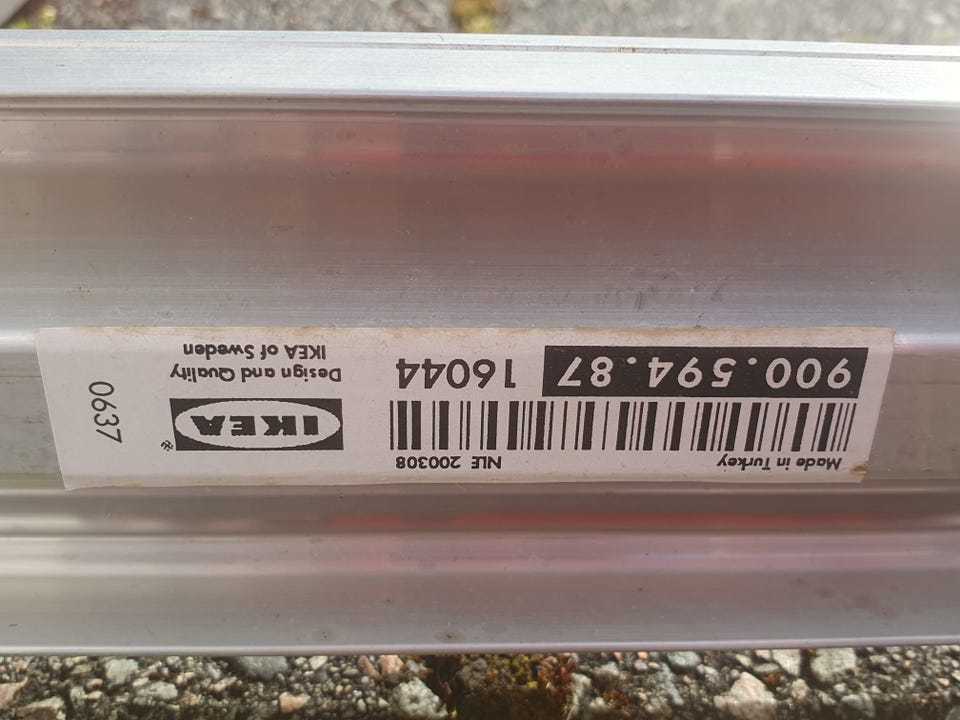 Made in Turkey
NLE 200308
900.594.87
16044
IKEA
Design and Quality
IKEA of Sweden
0637